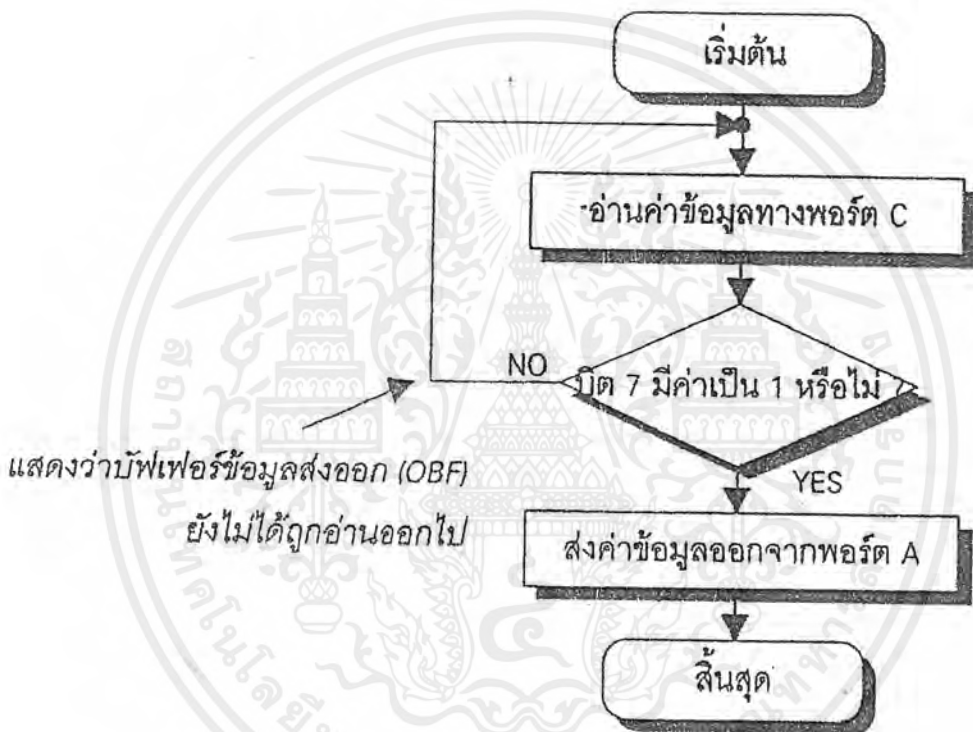 เริ่มต้น
อ่านค่าข้อมูลทางพอร์ต C
NO
บิต 7 มีค่าเป็น 1 หรือไม่ ?
แสดงว่าบัฟเฟอร์ข้อมูลส่งออก (OBF)
ยังไม่ได้ถูกอ่านออกไป
YES
ส่งค่าข้อมูลออกจากพอร์ต A
สิ้นสุด